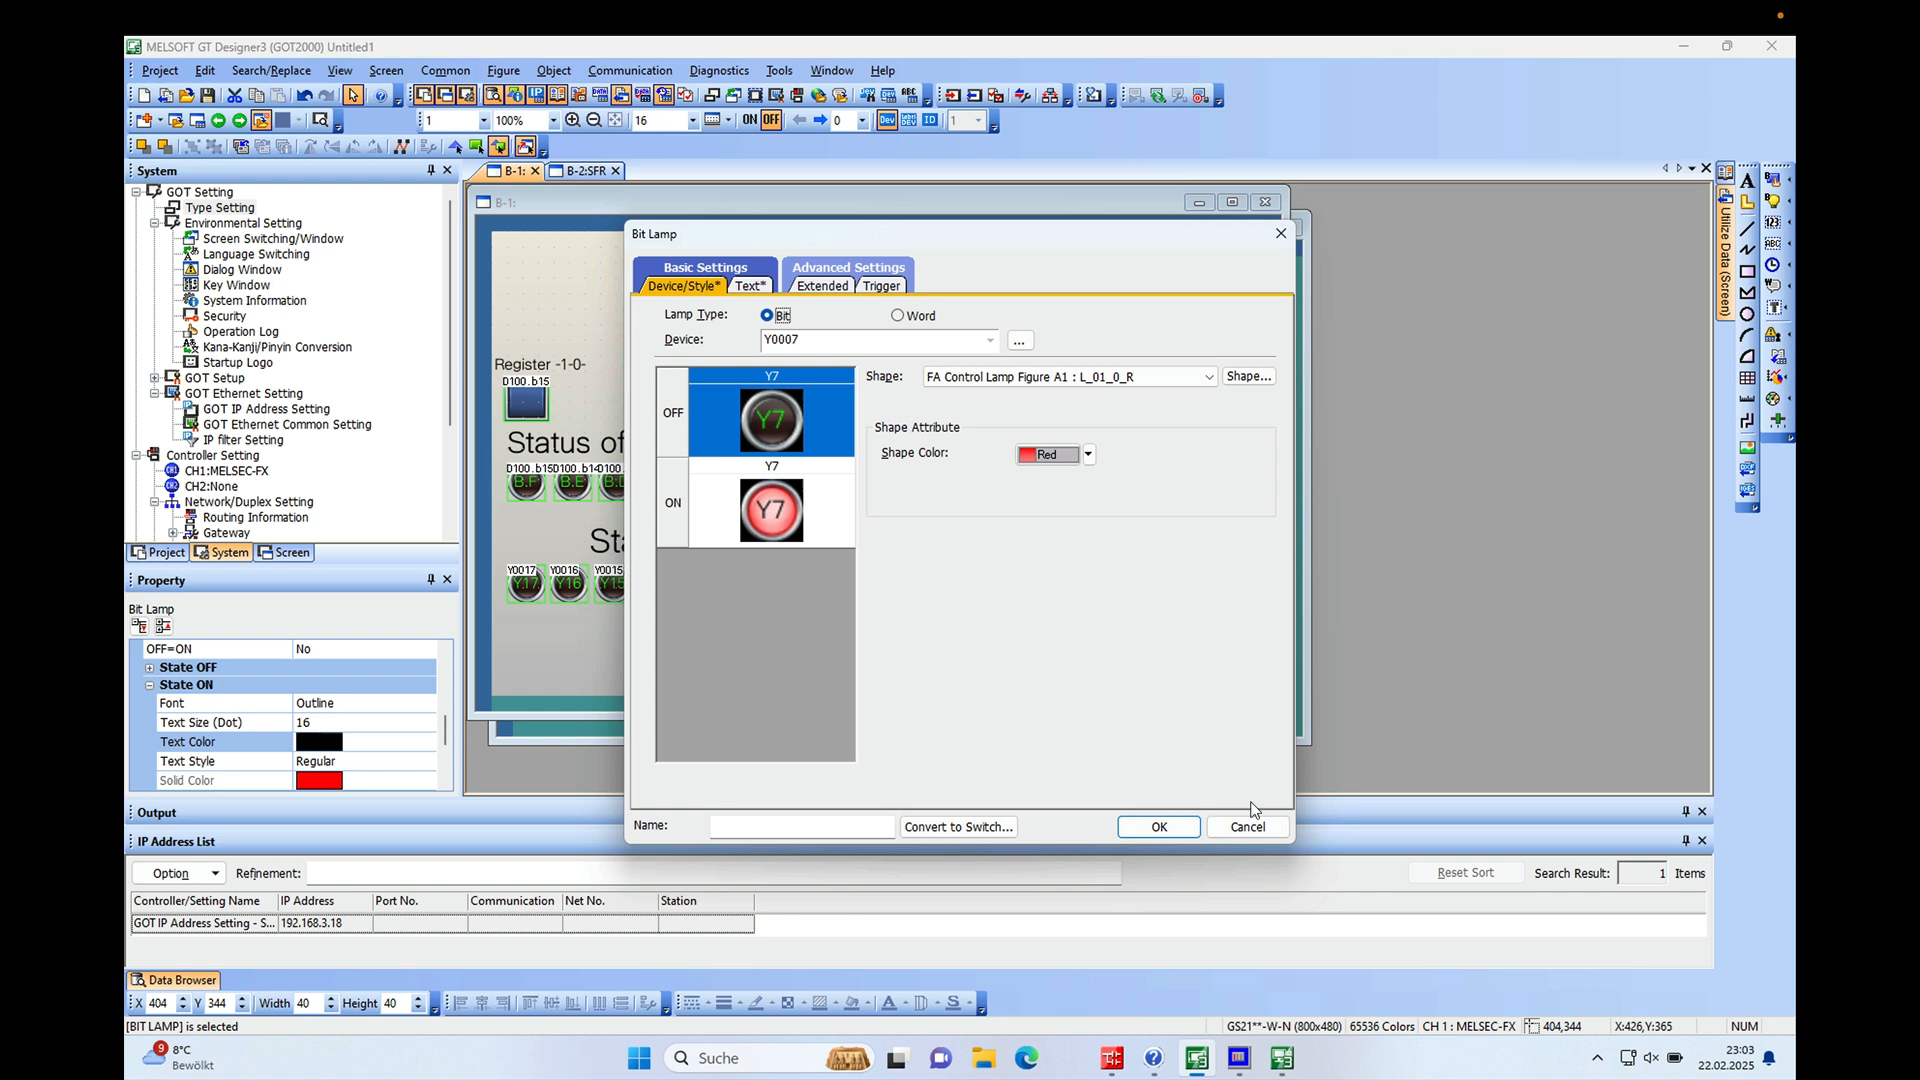 MELSOFT GT Designer3 (GOT2000) Untitled1
Project Edit Search/Replace View Screen Common Figure Object Communication Diagnostics Tools Window Help
1 100% 16 ON OFF 0 Dev ID 1
System
B-1: B-2:SFR
GOT Setting
Type Setting
Environmental Setting
Screen Switching/Window
Language Switching
Dialog Window
Key Window
System Information
Security
Operation Log
Kana-Kanji/Pinyin Conversion
Startup Logo
GOT Setup
GOT Ethernet Setting
GOT IP Address Setting
GOT Ethernet Common Setting
IP filter Setting
Controller Setting
CH1:MELSEC-FX
CH2:None
Network/Duplex Setting
Routing Information
Gateway
Project System Screen
Property
Bit Lamp
OFF=ON No
State OFF
State ON
Font Outline
Text Size (Dot) 16
Text Color
Text Style Regular
Solid Color
B-1:
Register -1-0-
D100.b15
Status of
D100.b15 D100.b14 D100.
B.F B.E B.D
Sta
Y0017 Y0016 Y0015
Y17 Y16 Y15
Bit Lamp
Basic Settings Advanced Settings
Device/Style* Text* Extended Trigger
Lamp Type: Bit Word
Device: Y0007 ...
Y7
OFF Y7
Y7
ON Y7
Shape: FA Control Lamp Figure A1 : L_01_0_R Shape...
Shape Attribute
Shape Color: Red
Name: Convert to Switch... OK Cancel
Utilize Data (Screen)
Output
IP Address List
Option Refinement: Reset Sort Search Result: 1 Items
Controller/Setting Name IP Address Port No. Communication Net No. Station
GOT IP Address Setting - S... 192.168.3.18
Data Browser
X 404 Y 344 Width 40 Height 40
[BIT LAMP] is selected GS21**-W-N (800x480) 65536 Colors CH 1 : MELSEC-FX 404,344 X:426,Y:365 NUM
9 8°C
Bewölkt
Suche
23:03
22.02.2025